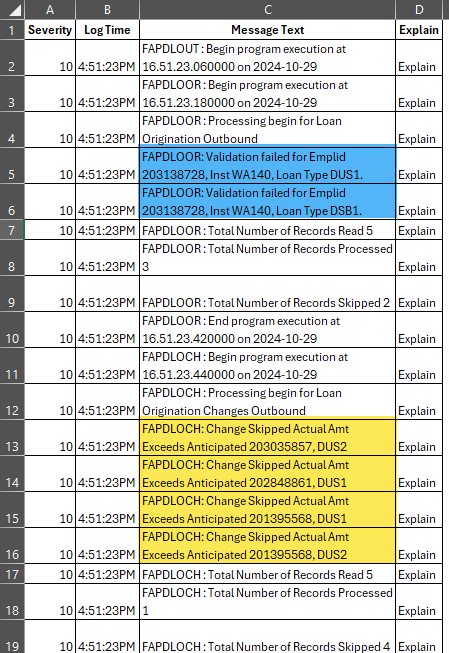 A B C D
1 Severity Log Time Message Text Explain
FAPDLOUT : Begin program execution at
2 10 4:51:23PM 16.51.23.060000 on 2024-10-29 Explain
FAPDLOOR : Begin program execution at
3 10 4:51:23PM 16.51.23.180000 on 2024-10-29 Explain
FAPDLOOR : Processing begin for Loan
4 10 4:51:23PM Origination Outbound Explain
FAPDLOOR: Validation failed for Emplid
5 10 4:51:23PM 203138728, Inst WA140, Loan Type DUS1. Explain
FAPDLOOR: Validation failed for Emplid
6 10 4:51:23PM 203138728, Inst WA140, Loan Type DSB1. Explain
7 10 4:51:23PM FAPDLOOR : Total Number of Records Read 5 Explain
FAPDLOOR : Total Number of Records Processed
8 10 4:51:23PM 3 Explain
9 10 4:51:23PM FAPDLOOR : Total Number of Records Skipped 2 Explain
FAPDLOOR : End program execution at
10 10 4:51:23PM 16.51.23.420000 on 2024-10-29 Explain
FAPDLOCH : Begin program execution at
11 10 4:51:23PM 16.51.23.440000 on 2024-10-29 Explain
FAPDLOCH : Processing begin for Loan
12 10 4:51:23PM Origination Changes Outbound Explain
FAPDLOCH: Change Skipped Actual Amt
13 10 4:51:23PM Exceeds Anticipated 203035857, DUS2 Explain
FAPDLOCH: Change Skipped Actual Amt
14 10 4:51:23PM Exceeds Anticipated 202848861, DUS1 Explain
FAPDLOCH: Change Skipped Actual Amt
15 10 4:51:23PM Exceeds Anticipated 201395568, DUS1 Explain
FAPDLOCH: Change Skipped Actual Amt
16 10 4:51:23PM Exceeds Anticipated 201395568, DUS2 Explain
17 10 4:51:23PM FAPDLOCH : Total Number of Records Read 5 Explain
FAPDLOCH : Total Number of Records Processed
18 10 4:51:23PM 1 Explain
19 10 4:51:23PM FAPDLOCH : Total Number of Records Skipped 4 Explain